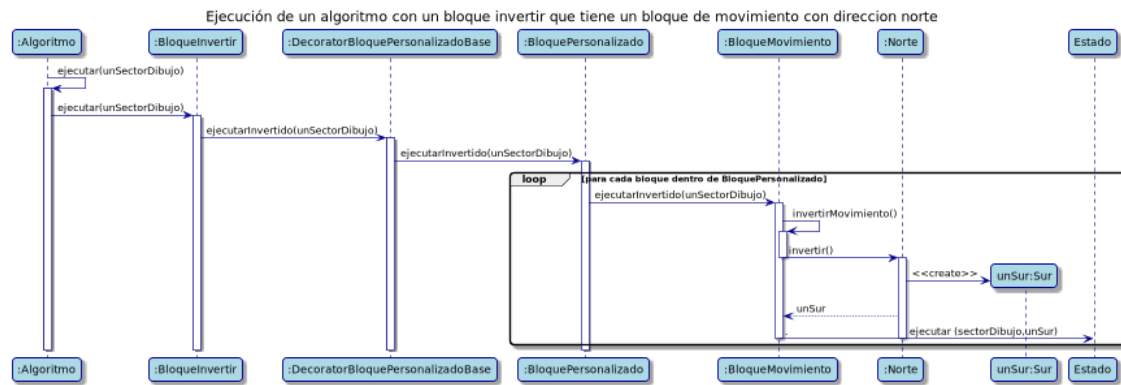 Ejecución de un algoritmo con un bloque invertir que tiene un bloque de movimiento con direccion norte
:Algoritmo :BloqueInvertir :DecoratorBloquePersonalizadoBase :BloquePersonalizado :BloqueMovimiento :Norte Estado
ejecutar(unSectorDibujo)
ejecutar(unSectorDibujo)
ejecutarInvertido(unSectorDibujo)
ejecutarInvertido(unSectorDibujo)
loop [para cada bloque dentro de BloquePersonalizado]
ejecutarInvertido(unSectorDibujo)
invertirMovimiento()
invertir()
<<create>> unSur:Sur
unSur
. ejecutar (sectorDibujo,unSur)
:Algoritmo :BloqueInvertir :DecoratorBloquePersonalizadoBase :BloquePersonalizado :BloqueMovimiento :Norte unSur:Sur Estado